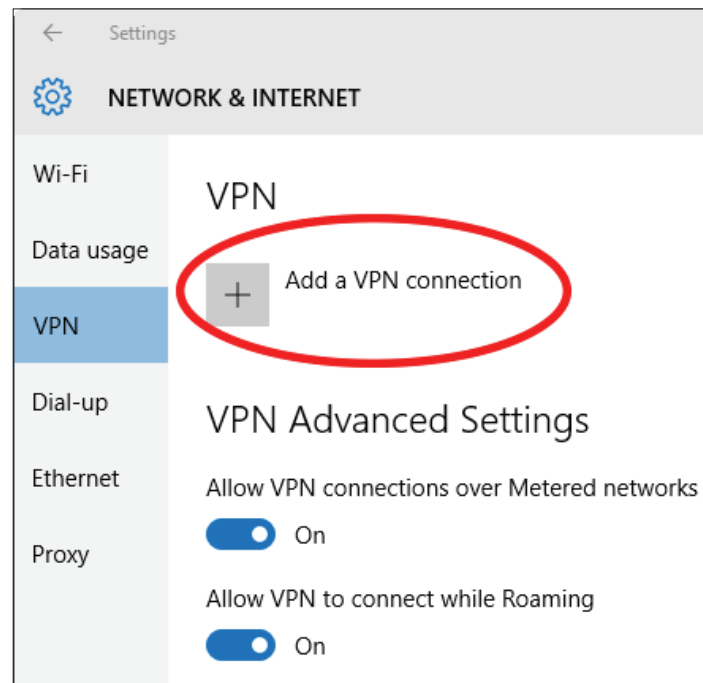 Settings
NETWORK & INTERNET
Wi-Fi
Data usage
VPN
Dial-up
Ethernet
Proxy
VPN
Add a VPN connection
VPN Advanced Settings
Allow VPN connections over Metered networks
On
Allow VPN to connect while Roaming
On